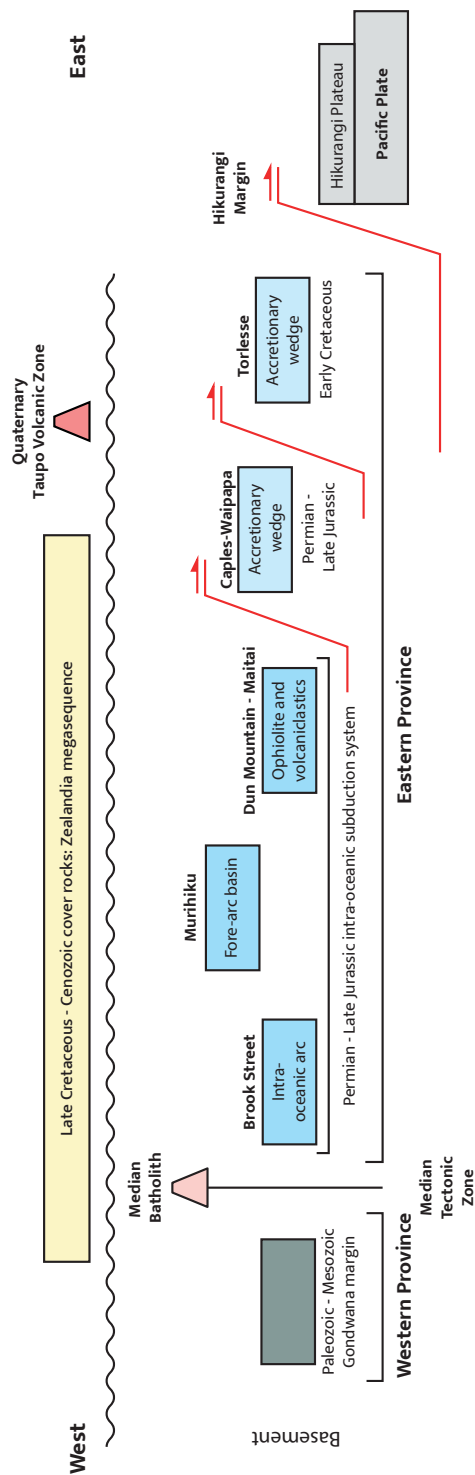 West
East
Quaternary
Taupo Volcanic Zone
Late Cretaceous - Cenozoic cover rocks: Zealandia megasequence
Basement
Median
Batholith
Hikurangi
Margin
Murihiku
Fore-arc basin
Brook Street
Intra-
oceanic arc
Dun Mountain - Maitai
Ophiolite and
volcaniclastics
Caples-Waipapa
Accretionary
wedge
Permian -
Late Jurassic
Torlesse
Accretionary
wedge
Early Cretaceous
Hikurangi Plateau
Pacific Plate
Paleozoic - Mesozoic
Gondwana margin
Permian - Late Jurassic intra-oceanic subduction system
Western Province
Median
Tectonic
Zone
Eastern Province